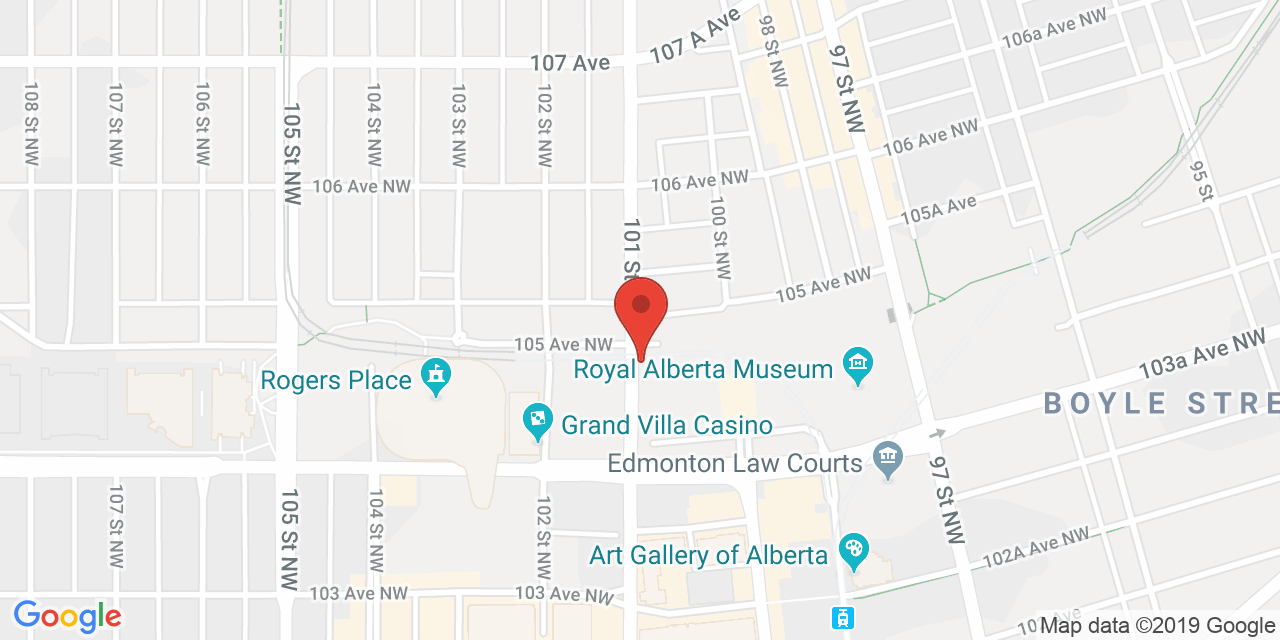 107 A Ave
98 St NW
97 St NW
106a Ave NW
107 Ave
108 St NW
107 St NW
106 St NW
105 St NW
104 St NW
103 St NW
102 St NW
106 Ave NW
95 St
106 Ave NW
106 Ave NW
100 St NW
105A Ave
101 St
105 Ave NW
105 Ave NW
103a Ave NW
Royal Alberta Museum
Rogers Place
BOYLE STRE
Grand Villa Casino
Edmonton Law Courts
97 St NW
107 St NW
105 St NW
104 St NW
102 St NW
102A Ave NW
Art Gallery of Alberta
103 Ave NW
103 Ave NW
Google
Map data ©2019 Google